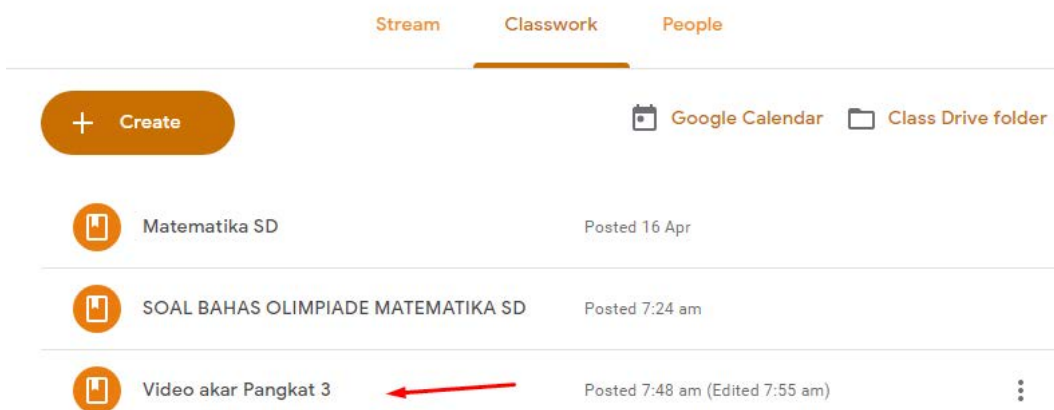 Stream Classwork People
+ Create Google Calendar Class Drive folder
Matematika SD Posted 16 Apr
SOAL BAHAS OLIMPIADE MATEMATIKA SD Posted 7:24 am
Video akar Pangkat 3 Posted 7:48 am (Edited 7:55 am)